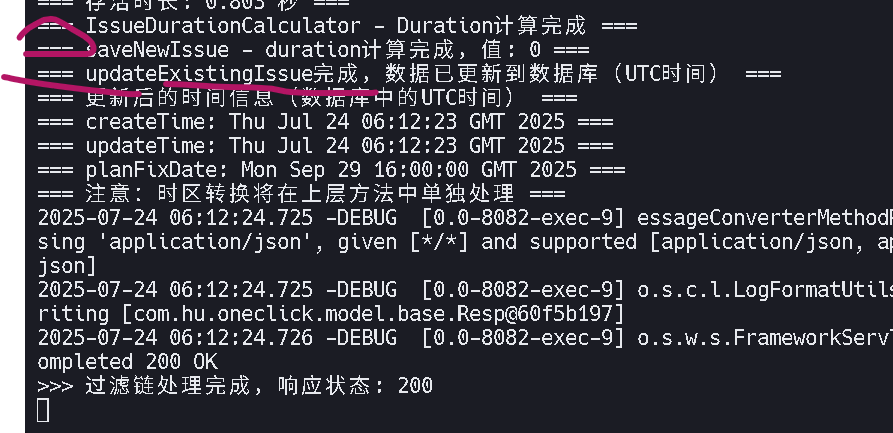 === 存活时长: 0.803 秒 ===
=== IssueDurationCalculator - Duration计算完成 ===
=== saveNewIssue - duration计算完成, 值: 0 ===
=== updateExistingIssue完成, 数据已更新到数据库 (UTC时间) ===
=== 更新后的时间信息 (数据库中的UTC时间) ===
=== createTime: Thu Jul 24 06:12:23 GMT 2025 ===
=== updateTime: Thu Jul 24 06:12:23 GMT 2025 ===
=== planFixDate: Mon Sep 29 16:00:00 GMT 2025 ===
=== 注意: 时区转换将在上层方法中单独处理 ===
2025-07-24 06:12:24.725 -DEBUG  [0.0-8082-exec-9] essageConverterMethodP
sing 'application/json', given [*/*] and supported [application/json, ap
json]
2025-07-24 06:12:24.725 -DEBUG  [0.0-8082-exec-9] o.s.c.l.LogFormatUtils
riting [com.hu.oneclick.model.base.Resp@60f5b197]
2025-07-24 06:12:24.726 -DEBUG  [0.0-8082-exec-9] o.s.w.s.FrameworkServl
ompleted 200 OK
>>> 过滤链处理完成, 响应状态: 200